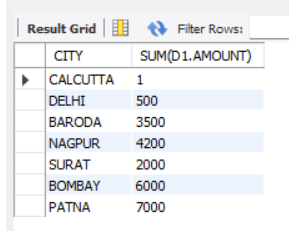 Result Grid Filter Rows:
CITY SUM(D1.AMOUNT)
CALCUTTA 1
DELHI 500
BARODA 3500
NAGPUR 4200
SURAT 2000
BOMBAY 6000
PATNA 7000